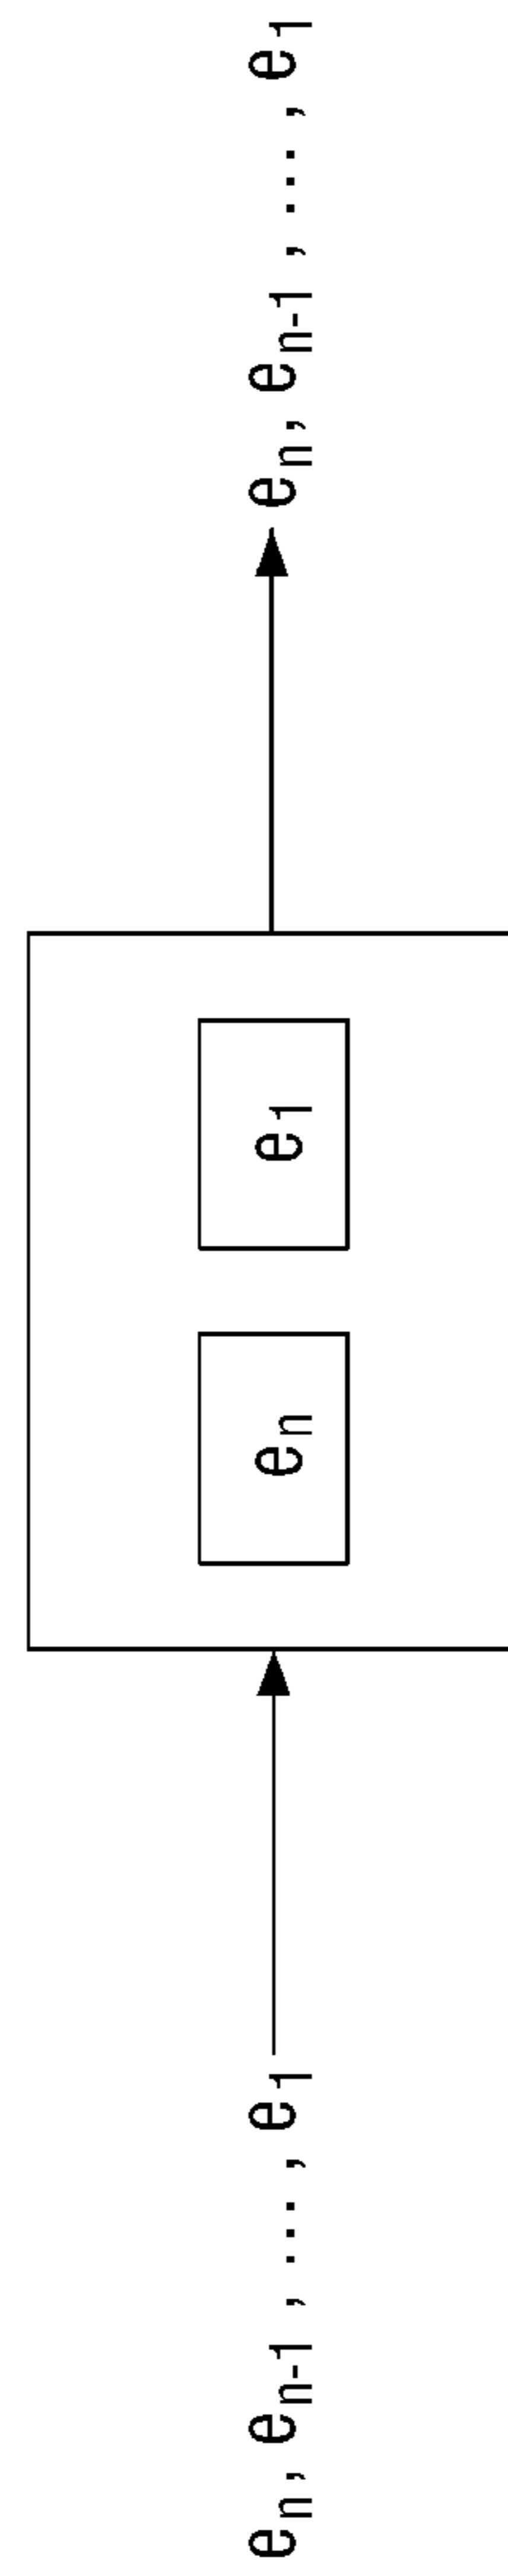 eₙ, eₙ₋₁, ..., e₁
eₙ
e₁
eₙ, eₙ₋₁, ..., e₁